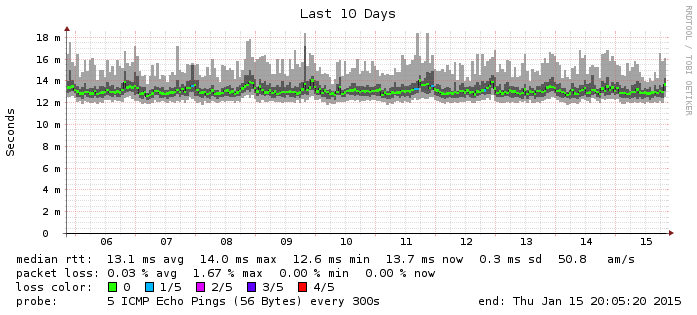 Last 10 Days
RRDTOOL / TOBI OETIKER
Seconds
18 m
16 m
14 m
12 m
10 m
8 m
6 m
4 m
2 m
0
06 07 08 09 10 11 12 13 14 15
median rtt: 13.1 ms avg 14.0 ms max 12.6 ms min 13.7 ms now 0.3 ms sd 50.8 am/s
packet loss: 0.03 % avg 1.67 % max 0.00 % min 0.00 % now
loss color: 0 1/5 2/5 3/5 4/5
probe: 5 ICMP Echo Pings (56 Bytes) every 300s end: Thu Jan 15 20:05:20 2015